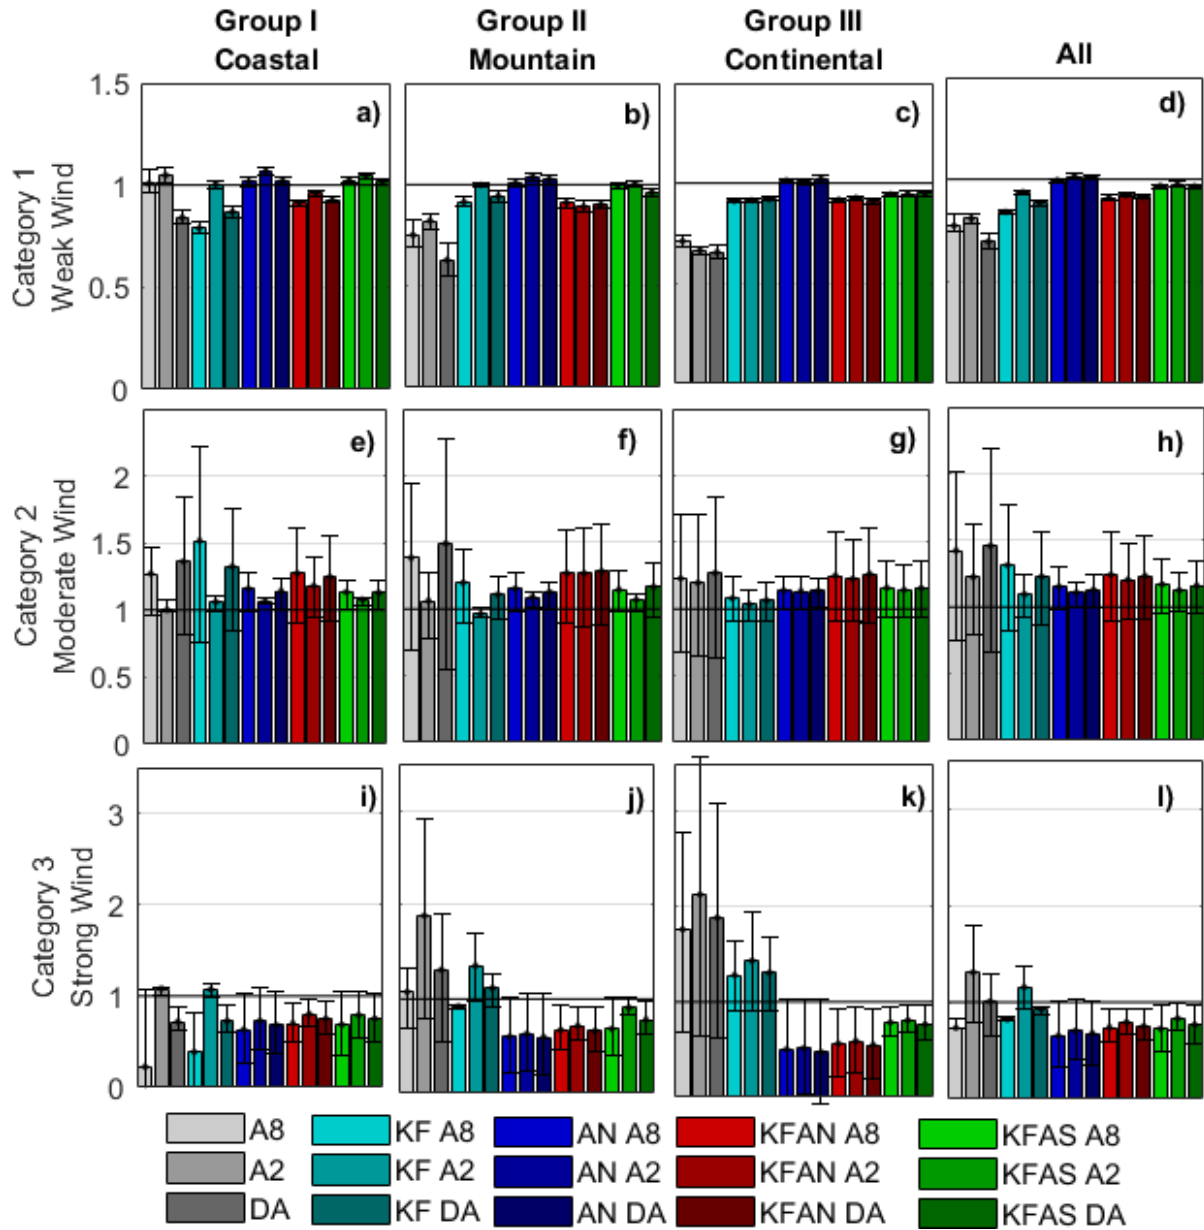 Group I
Coastal
Group II
Mountain
Group III
Continental
All
Category 1
Weak Wind
1.5
1
0.5
0
a)
b)
c)
d)
Category 2
Moderate Wind
2
1.5
1
0.5
0
e)
f)
g)
h)
Category 3
Strong Wind
3
2
1
0
i)
j)
k)
l)
A8
KF A8
AN A8
KFAN A8
KFAS A8
A2
KF A2
AN A2
KFAN A2
KFAS A2
DA
KF DA
AN DA
KFAN DA
KFAS DA